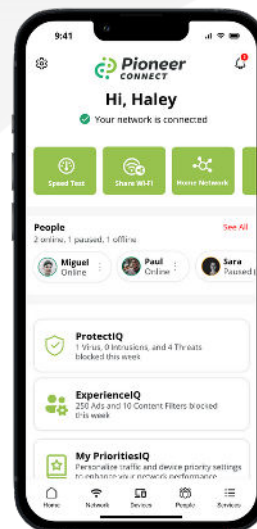 9:41
Pioneer
CONNECT
Hi, Haley
Your network is connected
Speed Test
Share Wi-Fi
Home Network
People
See All
2 online, 1 paused, 1 offline
Miguel
Online
Paul
Online
Sara
Paused
ProtectIQ
1 Virus, 0 Intrusions, and 4 Threats
blocked this week
ExperienceIQ
250 Ads and 10 Content Filters blocked
this week
My PrioritiesIQ
Personalize traffic and device priority settings
to enhance your network performance
Home
Network
Devices
People
Services